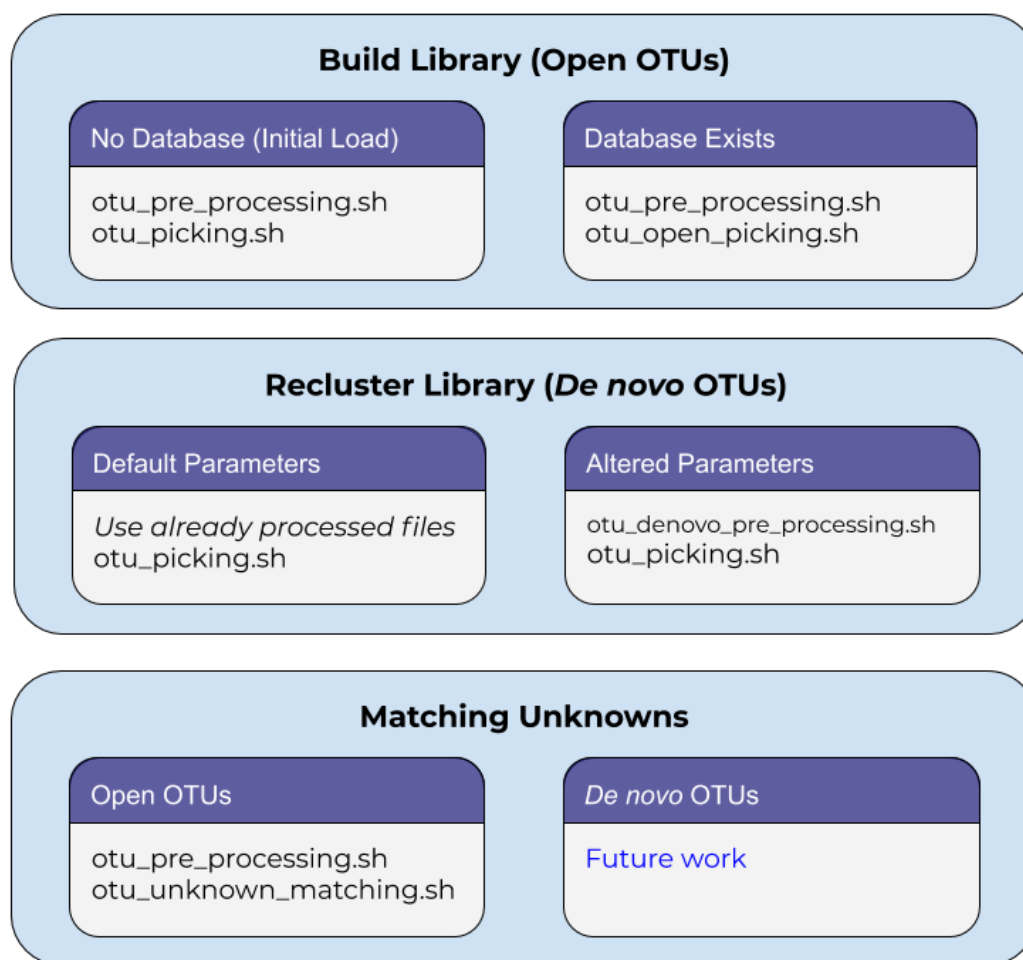 Build Library (Open OTUs)
No Database (Initial Load)
otu_pre_processing.sh
otu_picking.sh
Database Exists
otu_pre_processing.sh
otu_open_picking.sh
Recluster Library (De novo OTUs)
Default Parameters
Use already processed files
otu_picking.sh
Altered Parameters
otu_denovo_pre_processing.sh
otu_picking.sh
Matching Unknowns
Open OTUs
otu_pre_processing.sh
otu_unknown_matching.sh
De novo OTUs
Future work